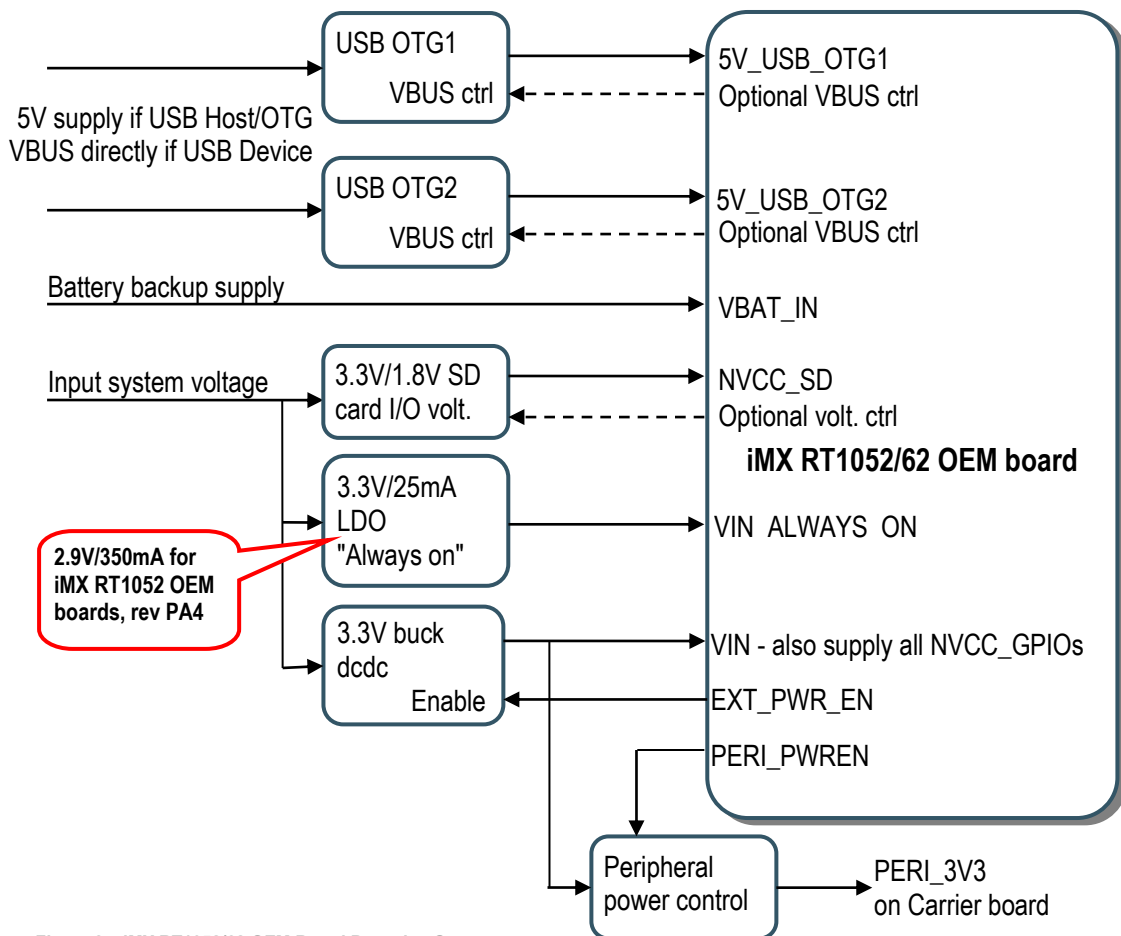 USB OTG1
VBUS ctrl
5V_USB_OTG1
Optional VBUS ctrl
5V supply if USB Host/OTG
VBUS directly if USB Device
USB OTG2
VBUS ctrl
5V_USB_OTG2
Optional VBUS ctrl
Battery backup supply
VBAT_IN
Input system voltage
3.3V/1.8V SD
card I/O volt.
NVCC_SD
Optional volt. ctrl
iMX RT1052/62 OEM board
3.3V/25mA
LDO
"Always on"
VIN ALWAYS ON
2.9V/350mA for
iMX RT1052 OEM
boards, rev PA4
3.3V buck
dcdc
Enable
VIN - also supply all NVCC_GPIOs
EXT_PWR_EN
PERI_PWREN
Peripheral
power control
PERI_3V3
on Carrier board